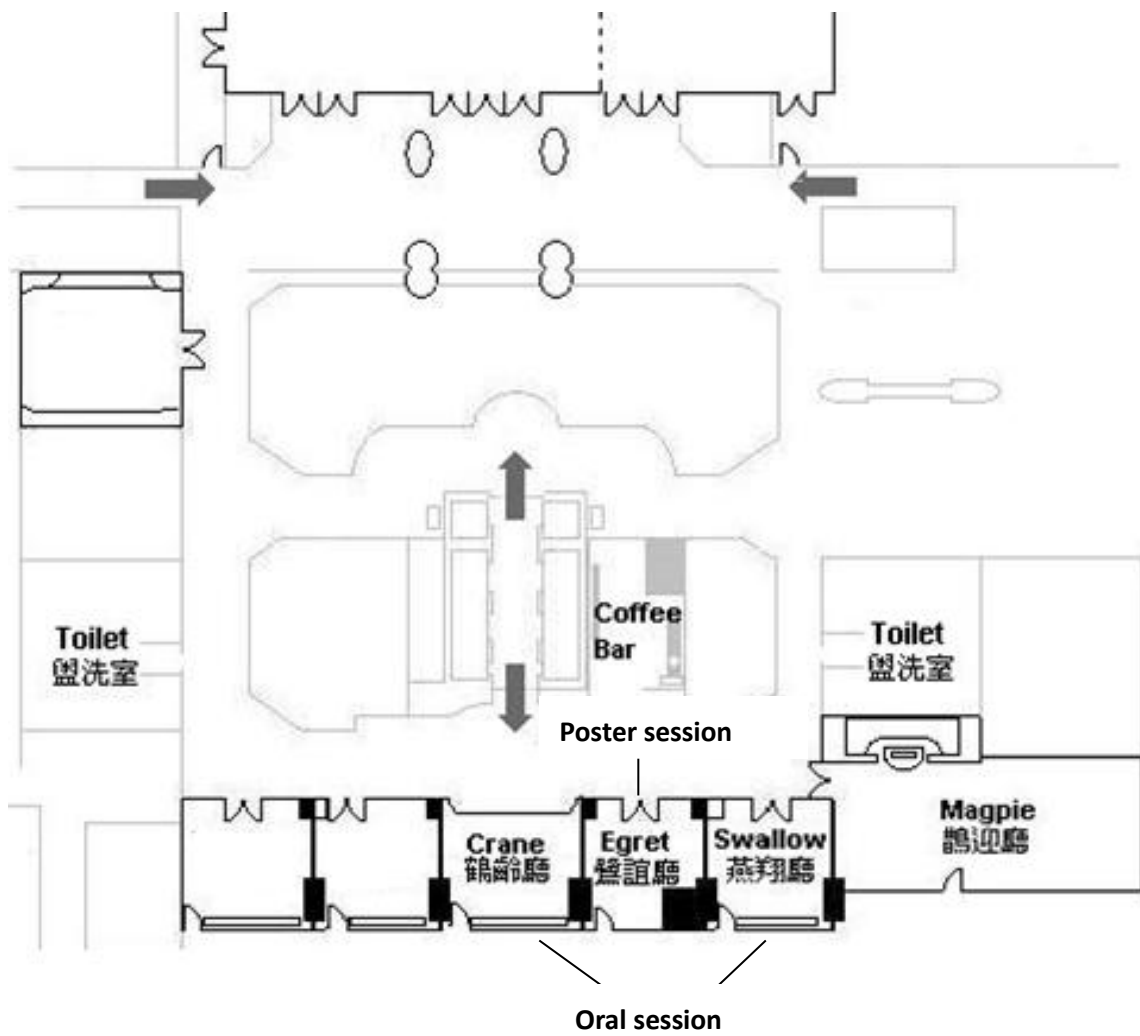 Coffee
Bar
Toilet
盥洗室
Toilet
盥洗室
Poster session
Crane
鶴齡廳
Egret
鷺誼廳
Swallow
燕翔廳
Magpie
鵲迎廳
Oral session